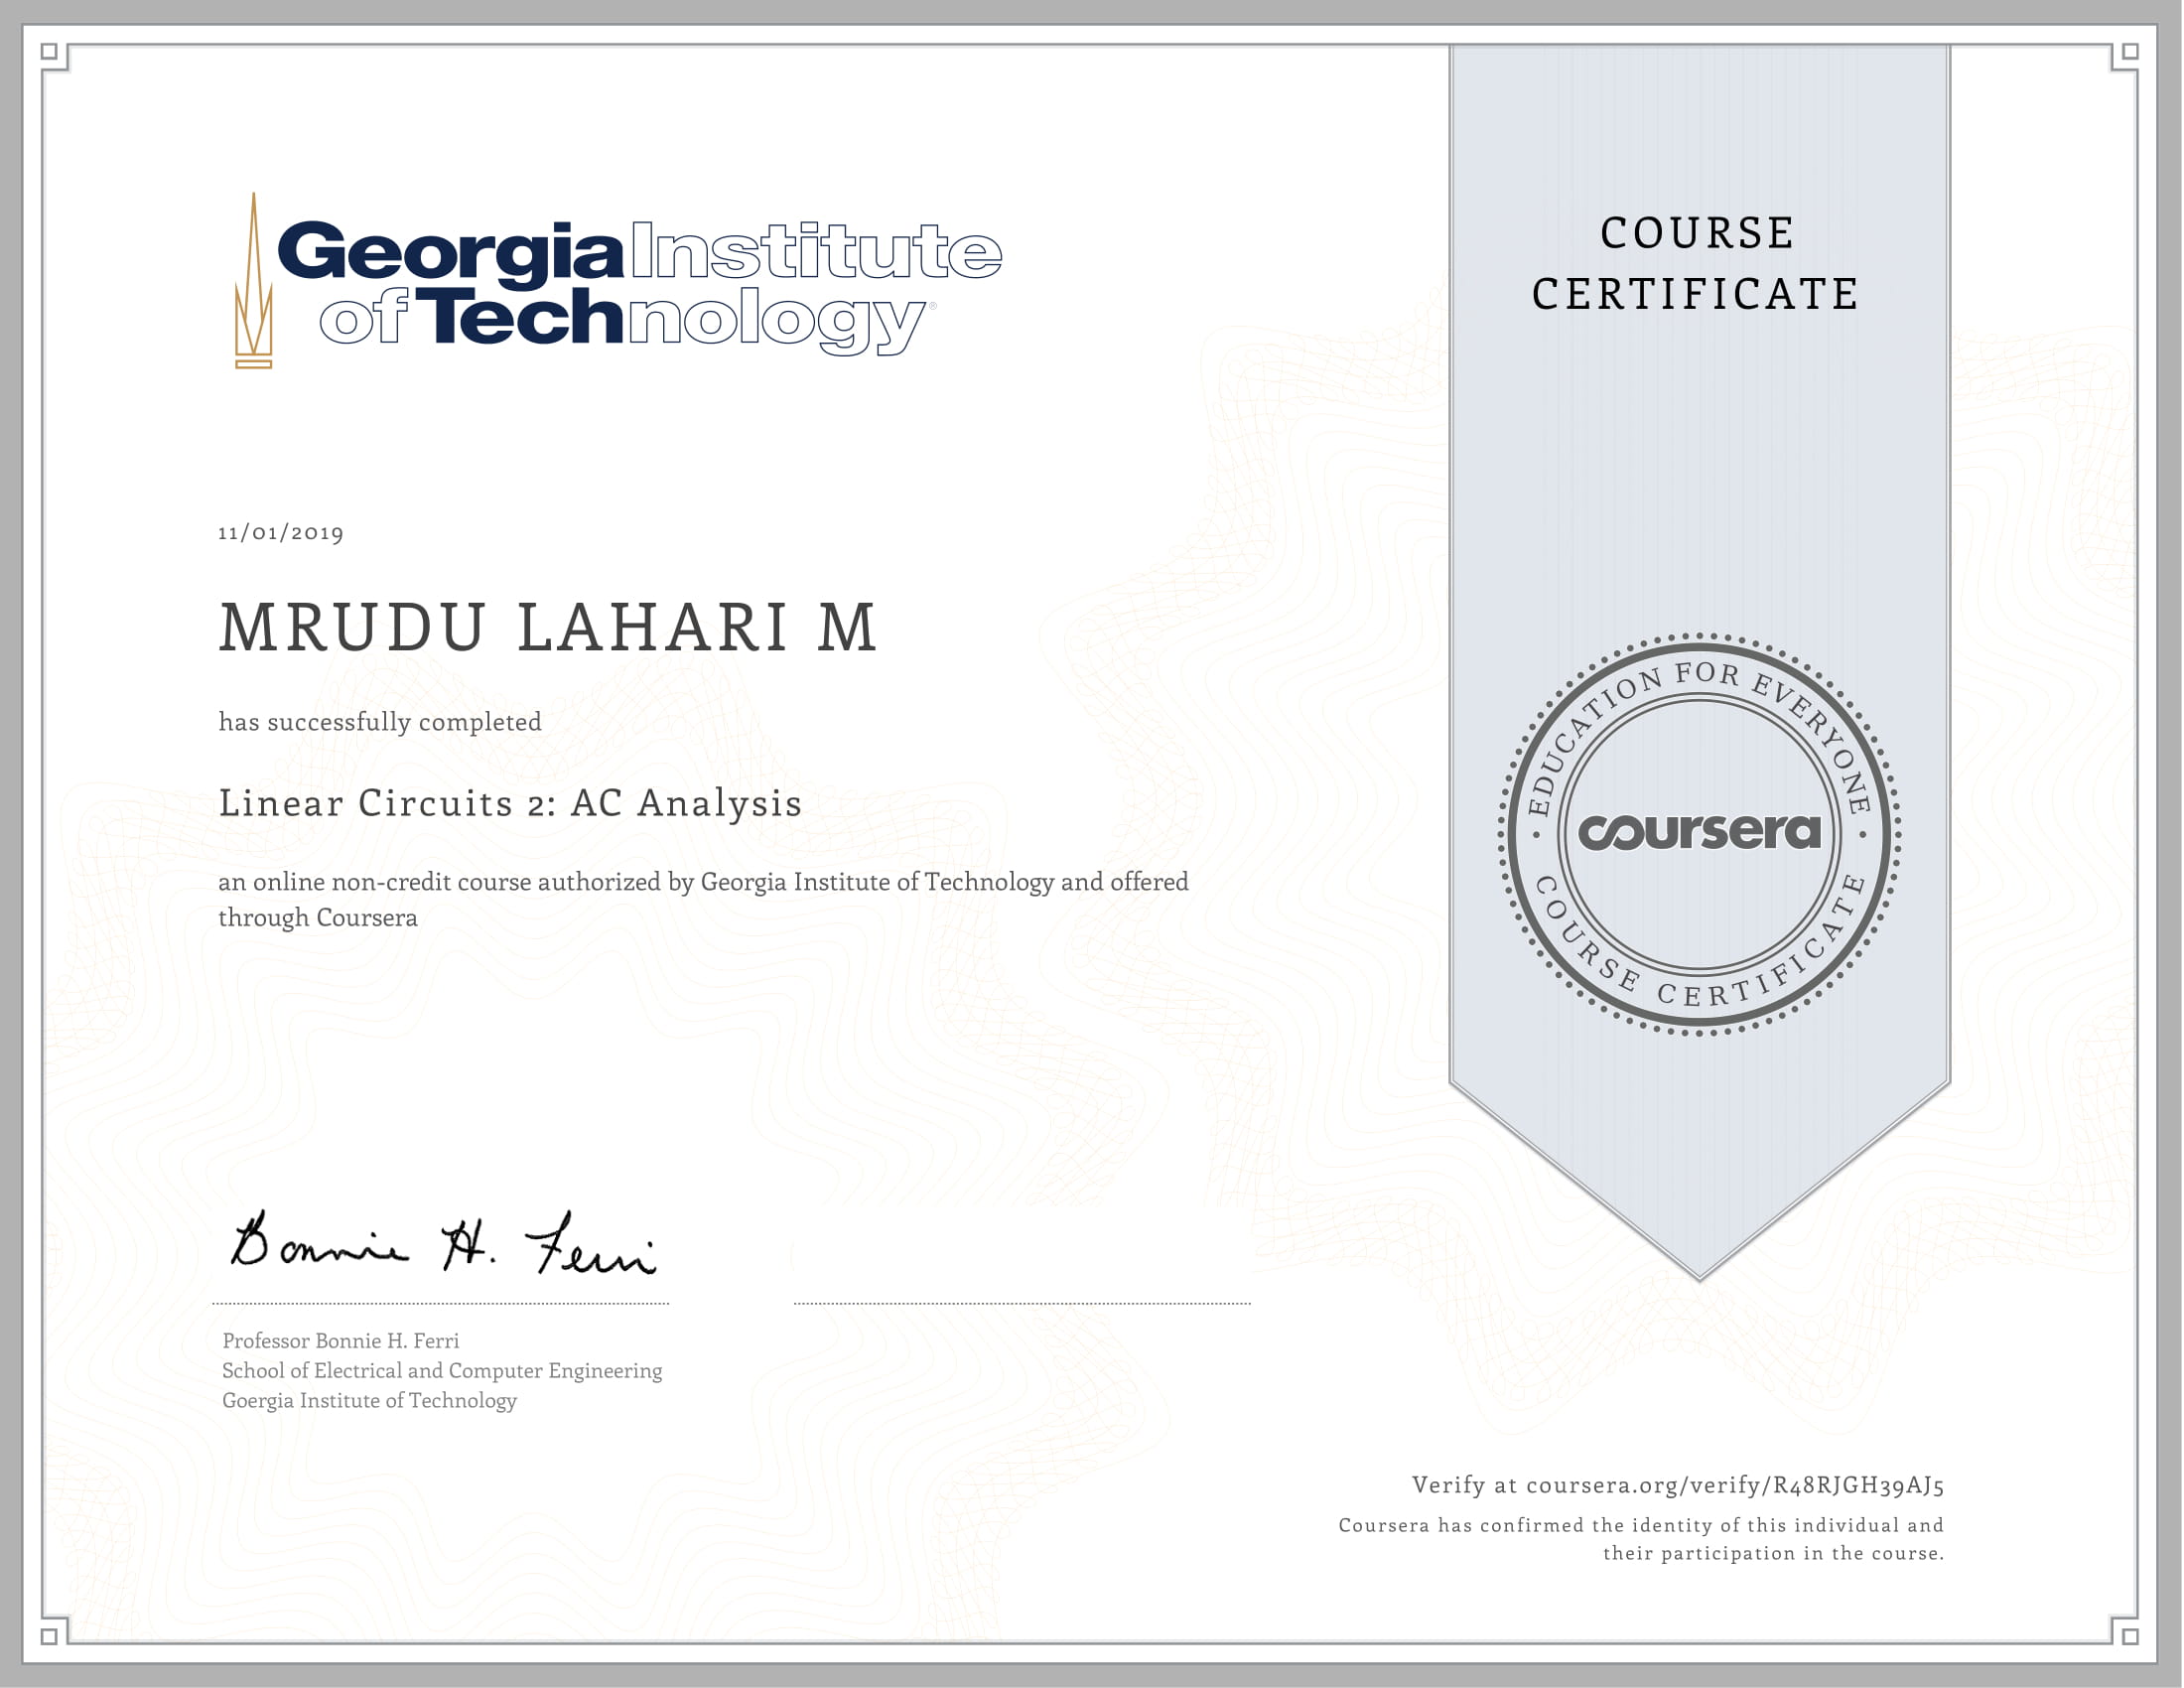 Georgia Institute
of Technology®
COURSE
CERTIFICATE
11/01/2019
MRUDU LAHARI M
has successfully completed
Linear Circuits 2: AC Analysis
an online non-credit course authorized by Georgia Institute of Technology and offered
through Coursera
EDUCATION FOR EVERYONE
coursera
COURSE CERTIFICATE
Bonnie H. Ferri
Professor Bonnie H. Ferri
School of Electrical and Computer Engineering
Goergia Institute of Technology
Verify at coursera.org/verify/R48RJGH39AJ5
Coursera has confirmed the identity of this individual and
their participation in the course.